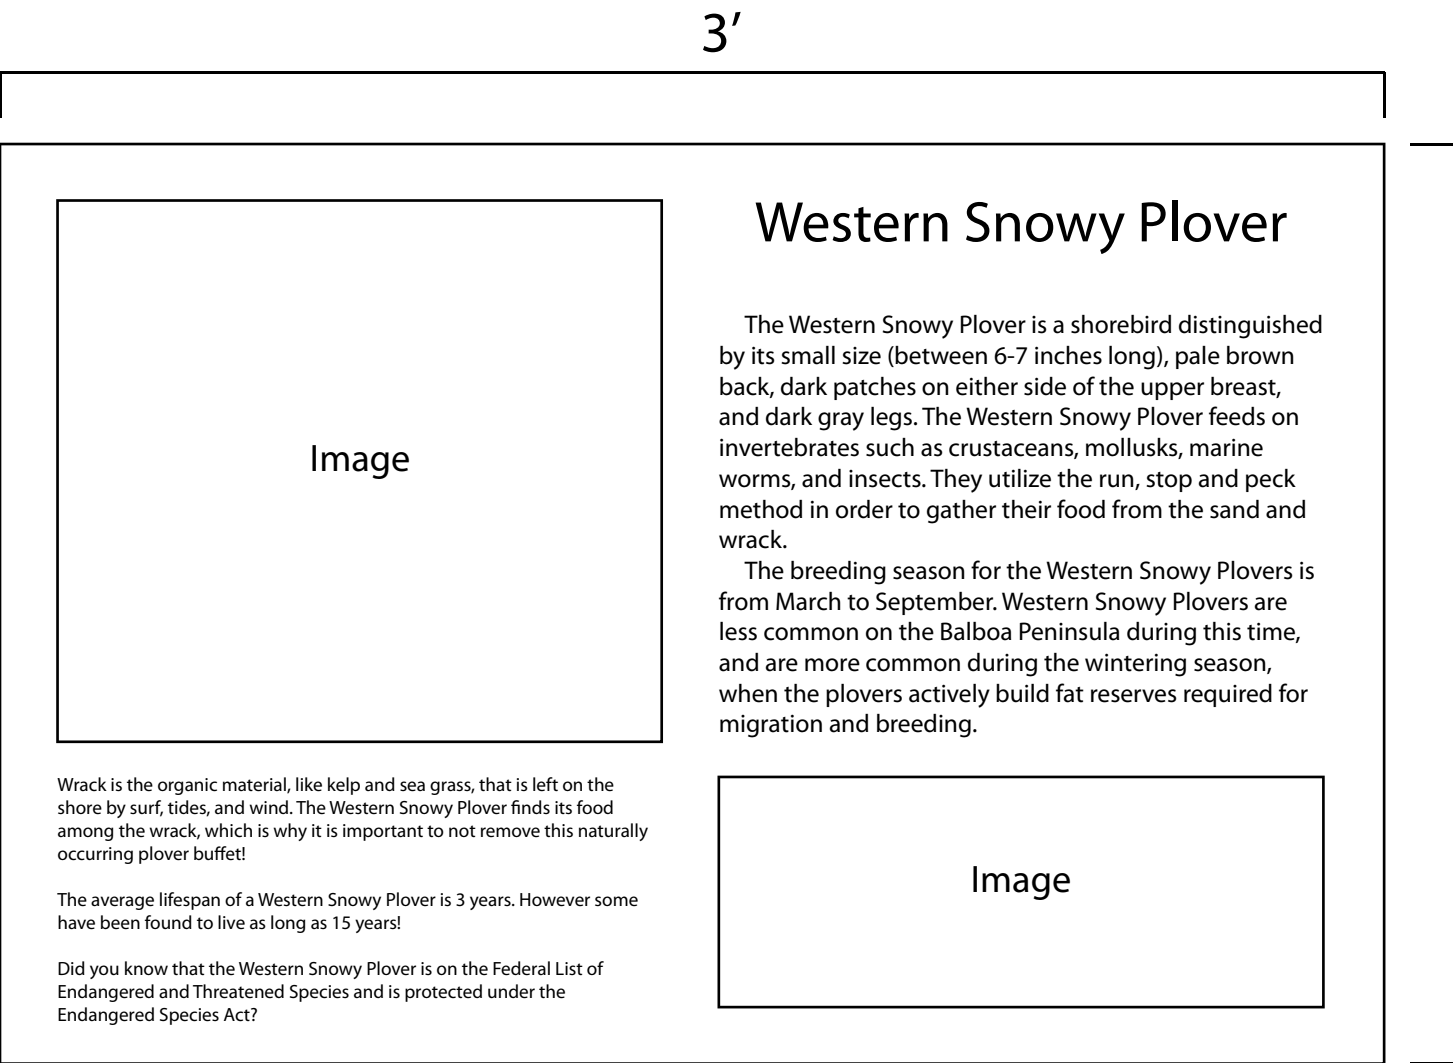 3′
Image
Wrack is the organic material, like kelp and sea grass, that is left on the
shore by surf, tides, and wind. The Western Snowy Plover finds its food
among the wrack, which is why it is important to not remove this naturally
occurring plover buffet!
The average lifespan of a Western Snowy Plover is 3 years. However some
have been found to live as long as 15 years!
Did you know that the Western Snowy Plover is on the Federal List of
Endangered and Threatened Species and is protected under the
Endangered Species Act?
Western Snowy Plover
The Western Snowy Plover is a shorebird distinguished
by its small size (between 6-7 inches long), pale brown
back, dark patches on either side of the upper breast,
and dark gray legs. The Western Snowy Plover feeds on
invertebrates such as crustaceans, mollusks, marine
worms, and insects. They utilize the run, stop and peck
method in order to gather their food from the sand and
wrack.
The breeding season for the Western Snowy Plovers is
from March to September. Western Snowy Plovers are
less common on the Balboa Peninsula during this time,
and are more common during the wintering season,
when the plovers actively build fat reserves required for
migration and breeding.
Image